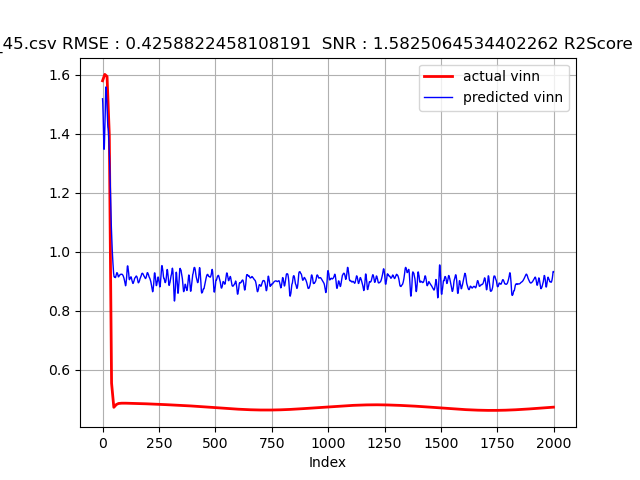 _45.csv RMSE : 0.4258822458108191 SNR : 1.5825064534402262 R2Score
actual vinn
predicted vinn
1.6
1.4
1.2
1.0
0.8
0.6
0 250 500 750 1000 1250 1500 1750 2000
Index